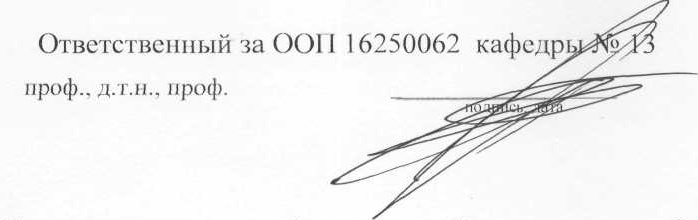 Ответственный за ООП 16250062 кафедры № 13
проф., д.т.н., проф.
подпись, дата